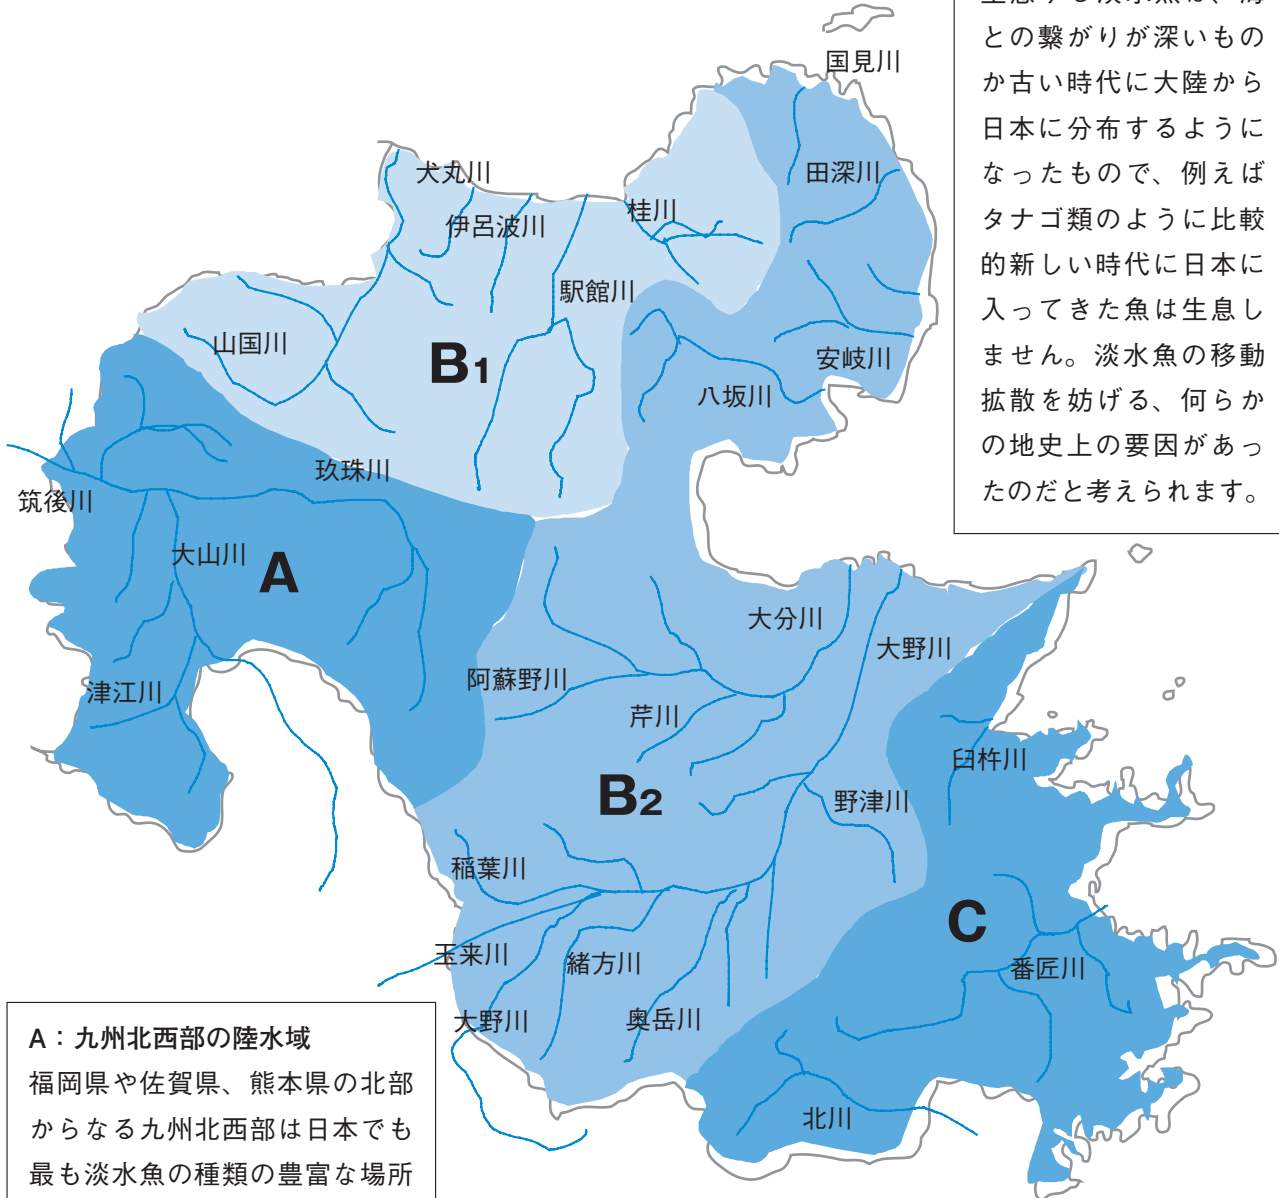 との繋がりが深いもの
か古い時代に大陸から
日本に分布するように
なったもので、例えば
タナゴ類のように比較
的新しい時代に日本に
入ってきた魚は生息し
ません。淡水魚の移動
拡散を妨げる、何らか
の地史上の要因があっ
たのだと考えられます。
国見川
田深川
犬丸川
伊呂波川
桂川
駅館川
山国川
B1
安岐川
八坂川
玖珠川
筑後川
大山川
A
大分川
大野川
阿蘇野川
津江川
芹川
臼杵川
B2
野津川
稲葉川
C
玉来川
緒方川
番匠川
大野川
奥岳川
北川
A：九州北西部の陸水域
福岡県や佐賀県、熊本県の北部
からなる九州北西部は日本でも
最も淡水魚の種類の豊富な場所